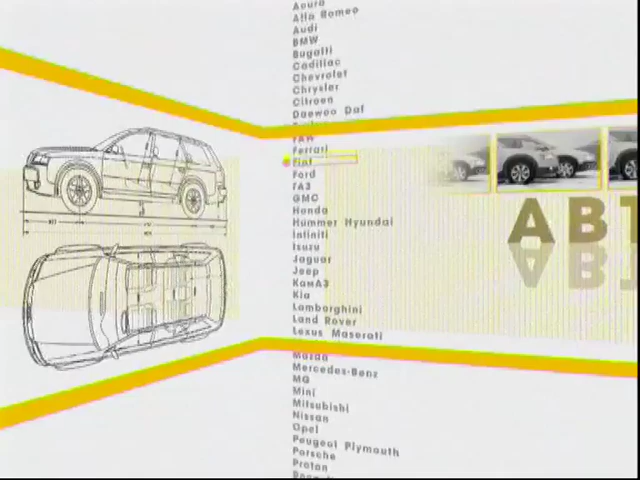 Acura
Alfa Romeo
Audi
BMW
Bugatti
Cadillac
Chevrolet
Chrysler
Citroen
Daewoo Daf
FAW
Ferrari
Fiat
Ford
ГАЗ
GMC
Honda
Hummer Hyundai
Infiniti
Isuzu
Jaguar
Jeep
КамАЗ
Kia
Lamborghini
Land Rover
Lexus Maserati
Mazda
Mercedes-Benz
MG
Mini
Mitsubishi
Nissan
Opel
Peugeot Plymouth
Porsche
Proton
АВТ